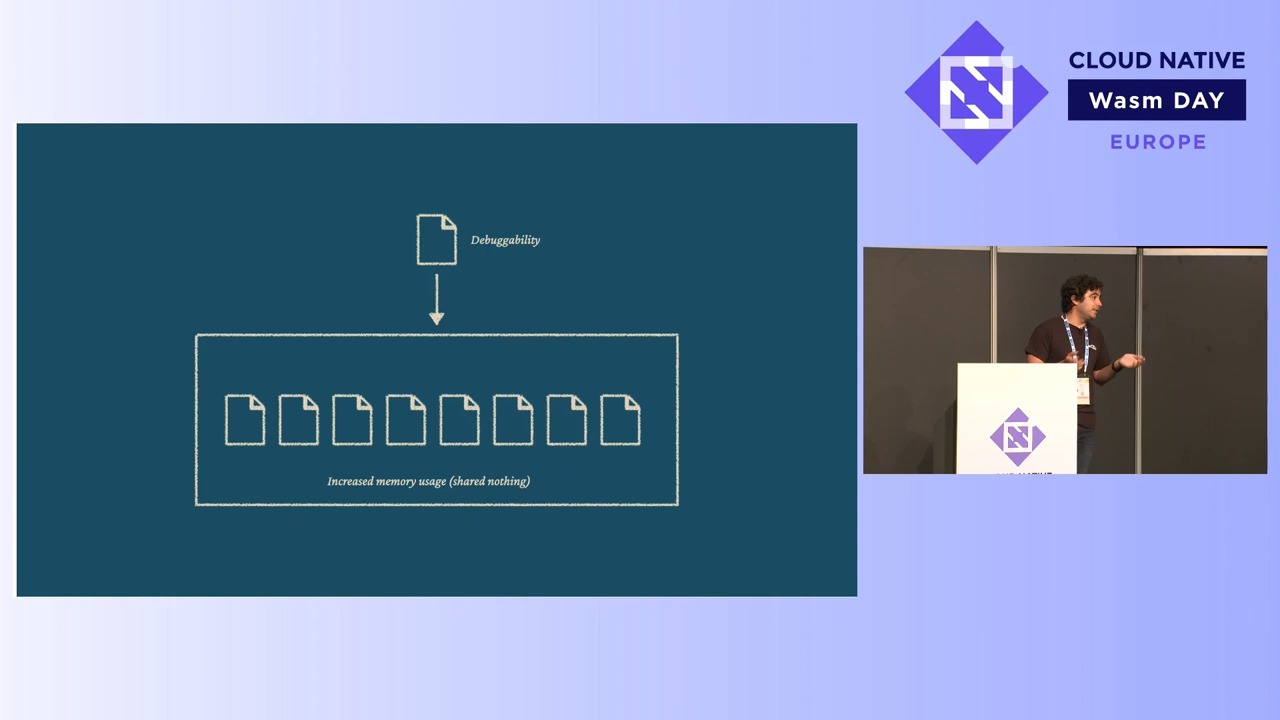 CLOUD NATIVE
Wasm DAY
EUROPE
Debuggability
Increased memory usage (shared nothing)